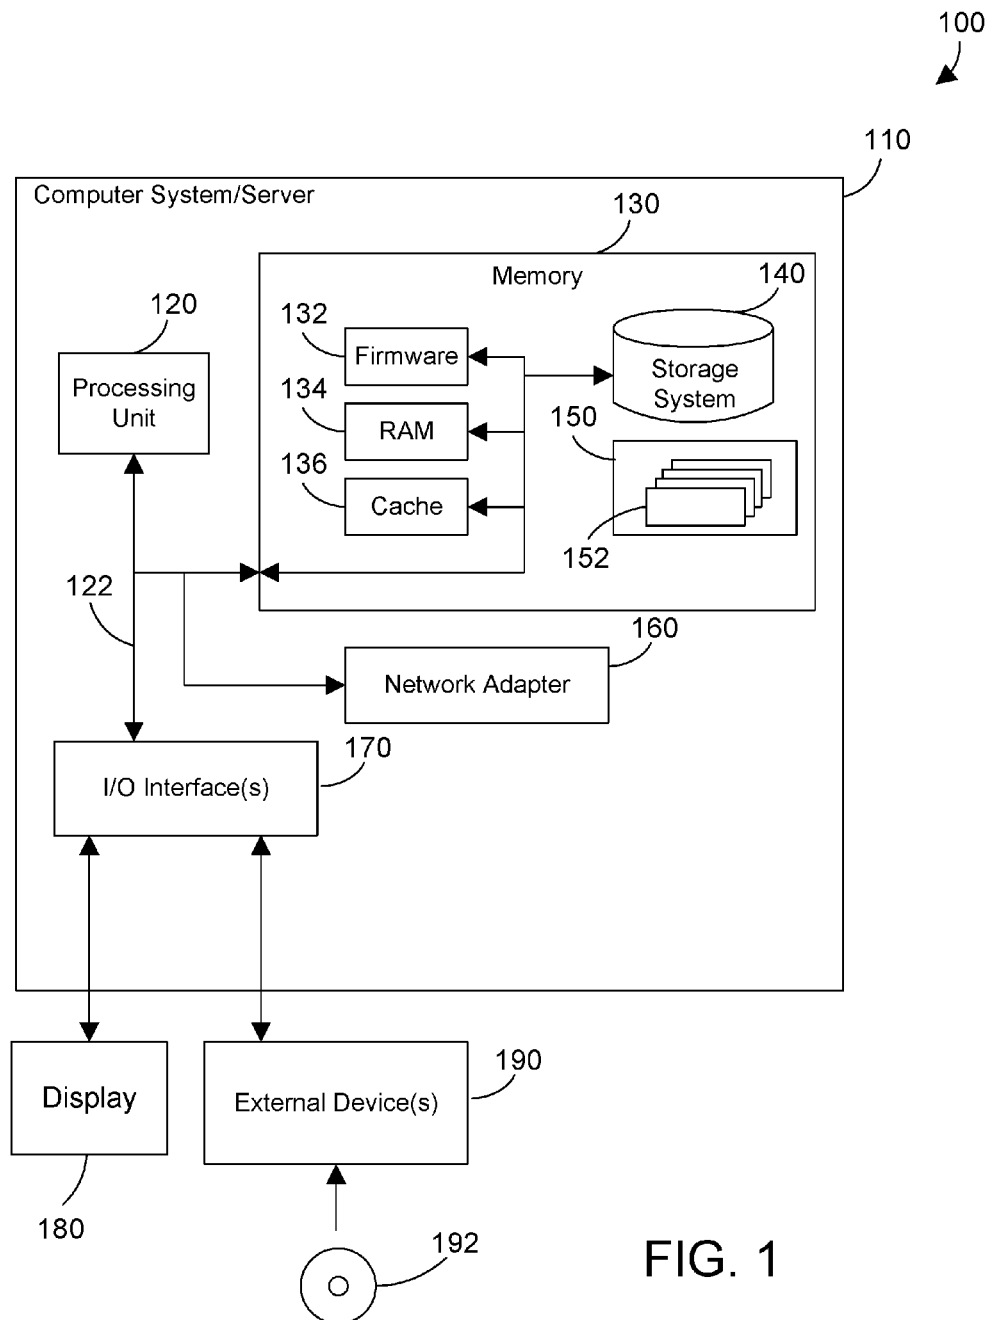 100
110
Computer System/Server
130
Memory
140
120
132
Firmware
Storage
System
Processing
Unit
134
RAM
150
136
Cache
152
122
160
Network Adapter
170
I/O Interface(s)
190
Display
External Device(s)
180
192
FIG. 1